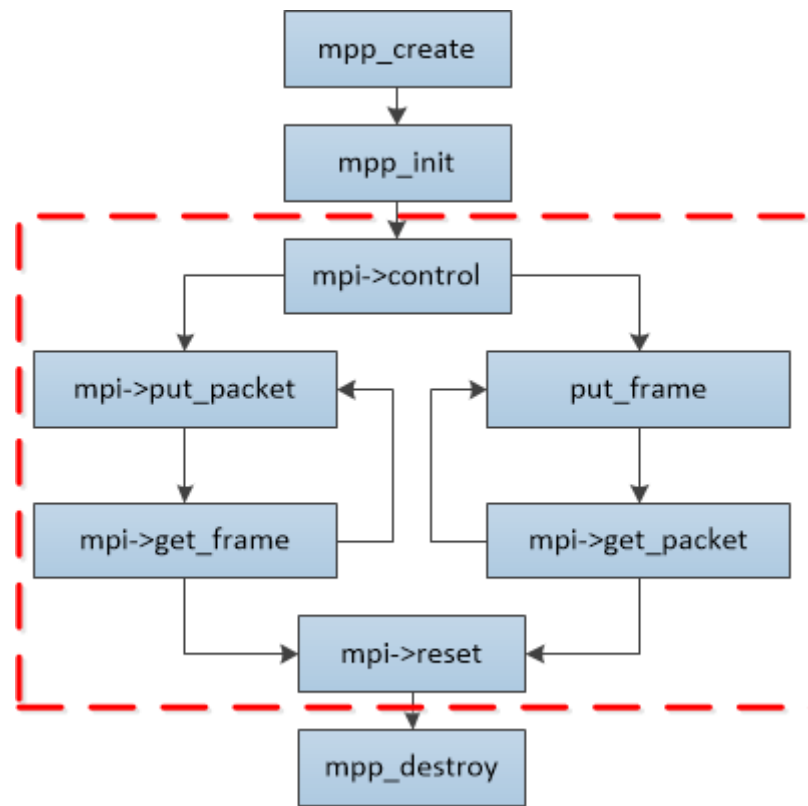 mpp_create
mpp_init
mpi->control
mpi->put_packet
put_frame
mpi->get_frame
mpi->get_packet
mpi->reset
mpp_destroy